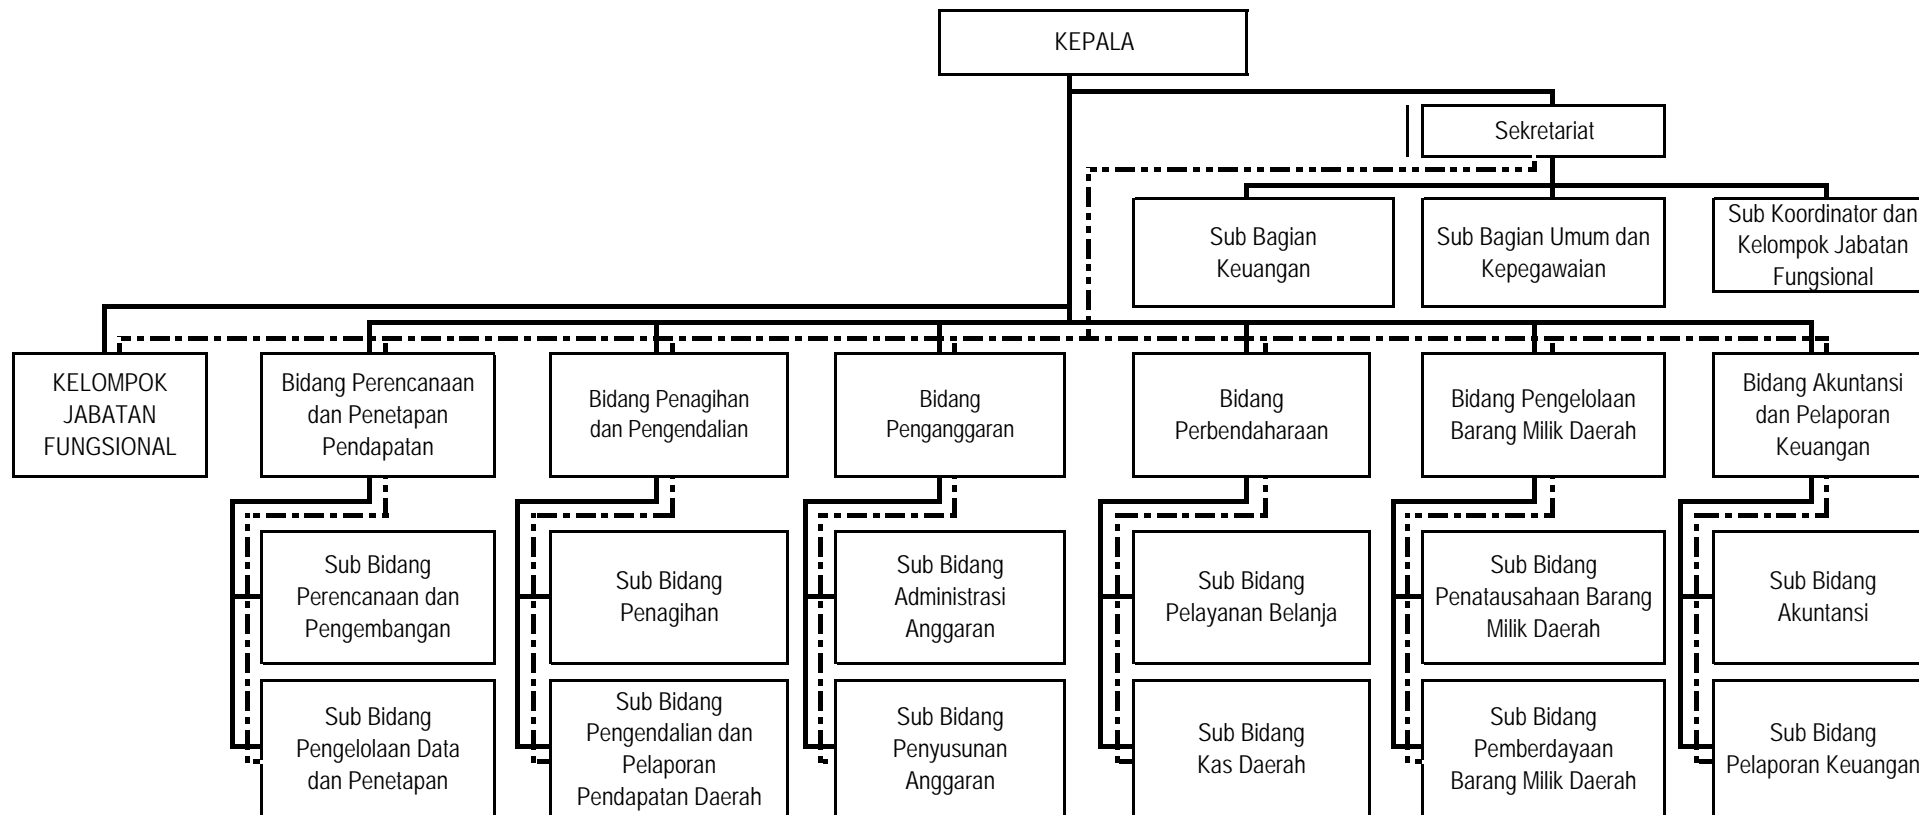 KEPALA
Sekretariat
Sub Bagian
Keuangan
Sub Bagian Umum dan
Kepegawaian
Sub Koordinator dan
Kelompok Jabatan
Fungsional
KELOMPOK
JABATAN
FUNGSIONAL
Bidang Perencanaan
dan Penetapan
Pendapatan
Bidang Penagihan
dan Pengendalian
Bidang
Penganggaran
Bidang
Perbendaharaan
Bidang Pengelolaan
Barang Milik Daerah
Bidang Akuntansi
dan Pelaporan
Keuangan
Sub Bidang
Perencanaan dan
Pengembangan
Sub Bidang
Penagihan
Sub Bidang
Administrasi
Anggaran
Sub Bidang
Pelayanan Belanja
Sub Bidang
Penatausahaan Barang
Milik Daerah
Sub Bidang
Akuntansi
Sub Bidang
Pengelolaan Data
dan Penetapan
Sub Bidang
Pengendalian dan
Pelaporan
Pendapatan Daerah
Sub Bidang
Penyusunan
Anggaran
Sub Bidang
Kas Daerah
Sub Bidang
Pemberdayaan
Barang Milik Daerah
Sub Bidang
Pelaporan Keuangan